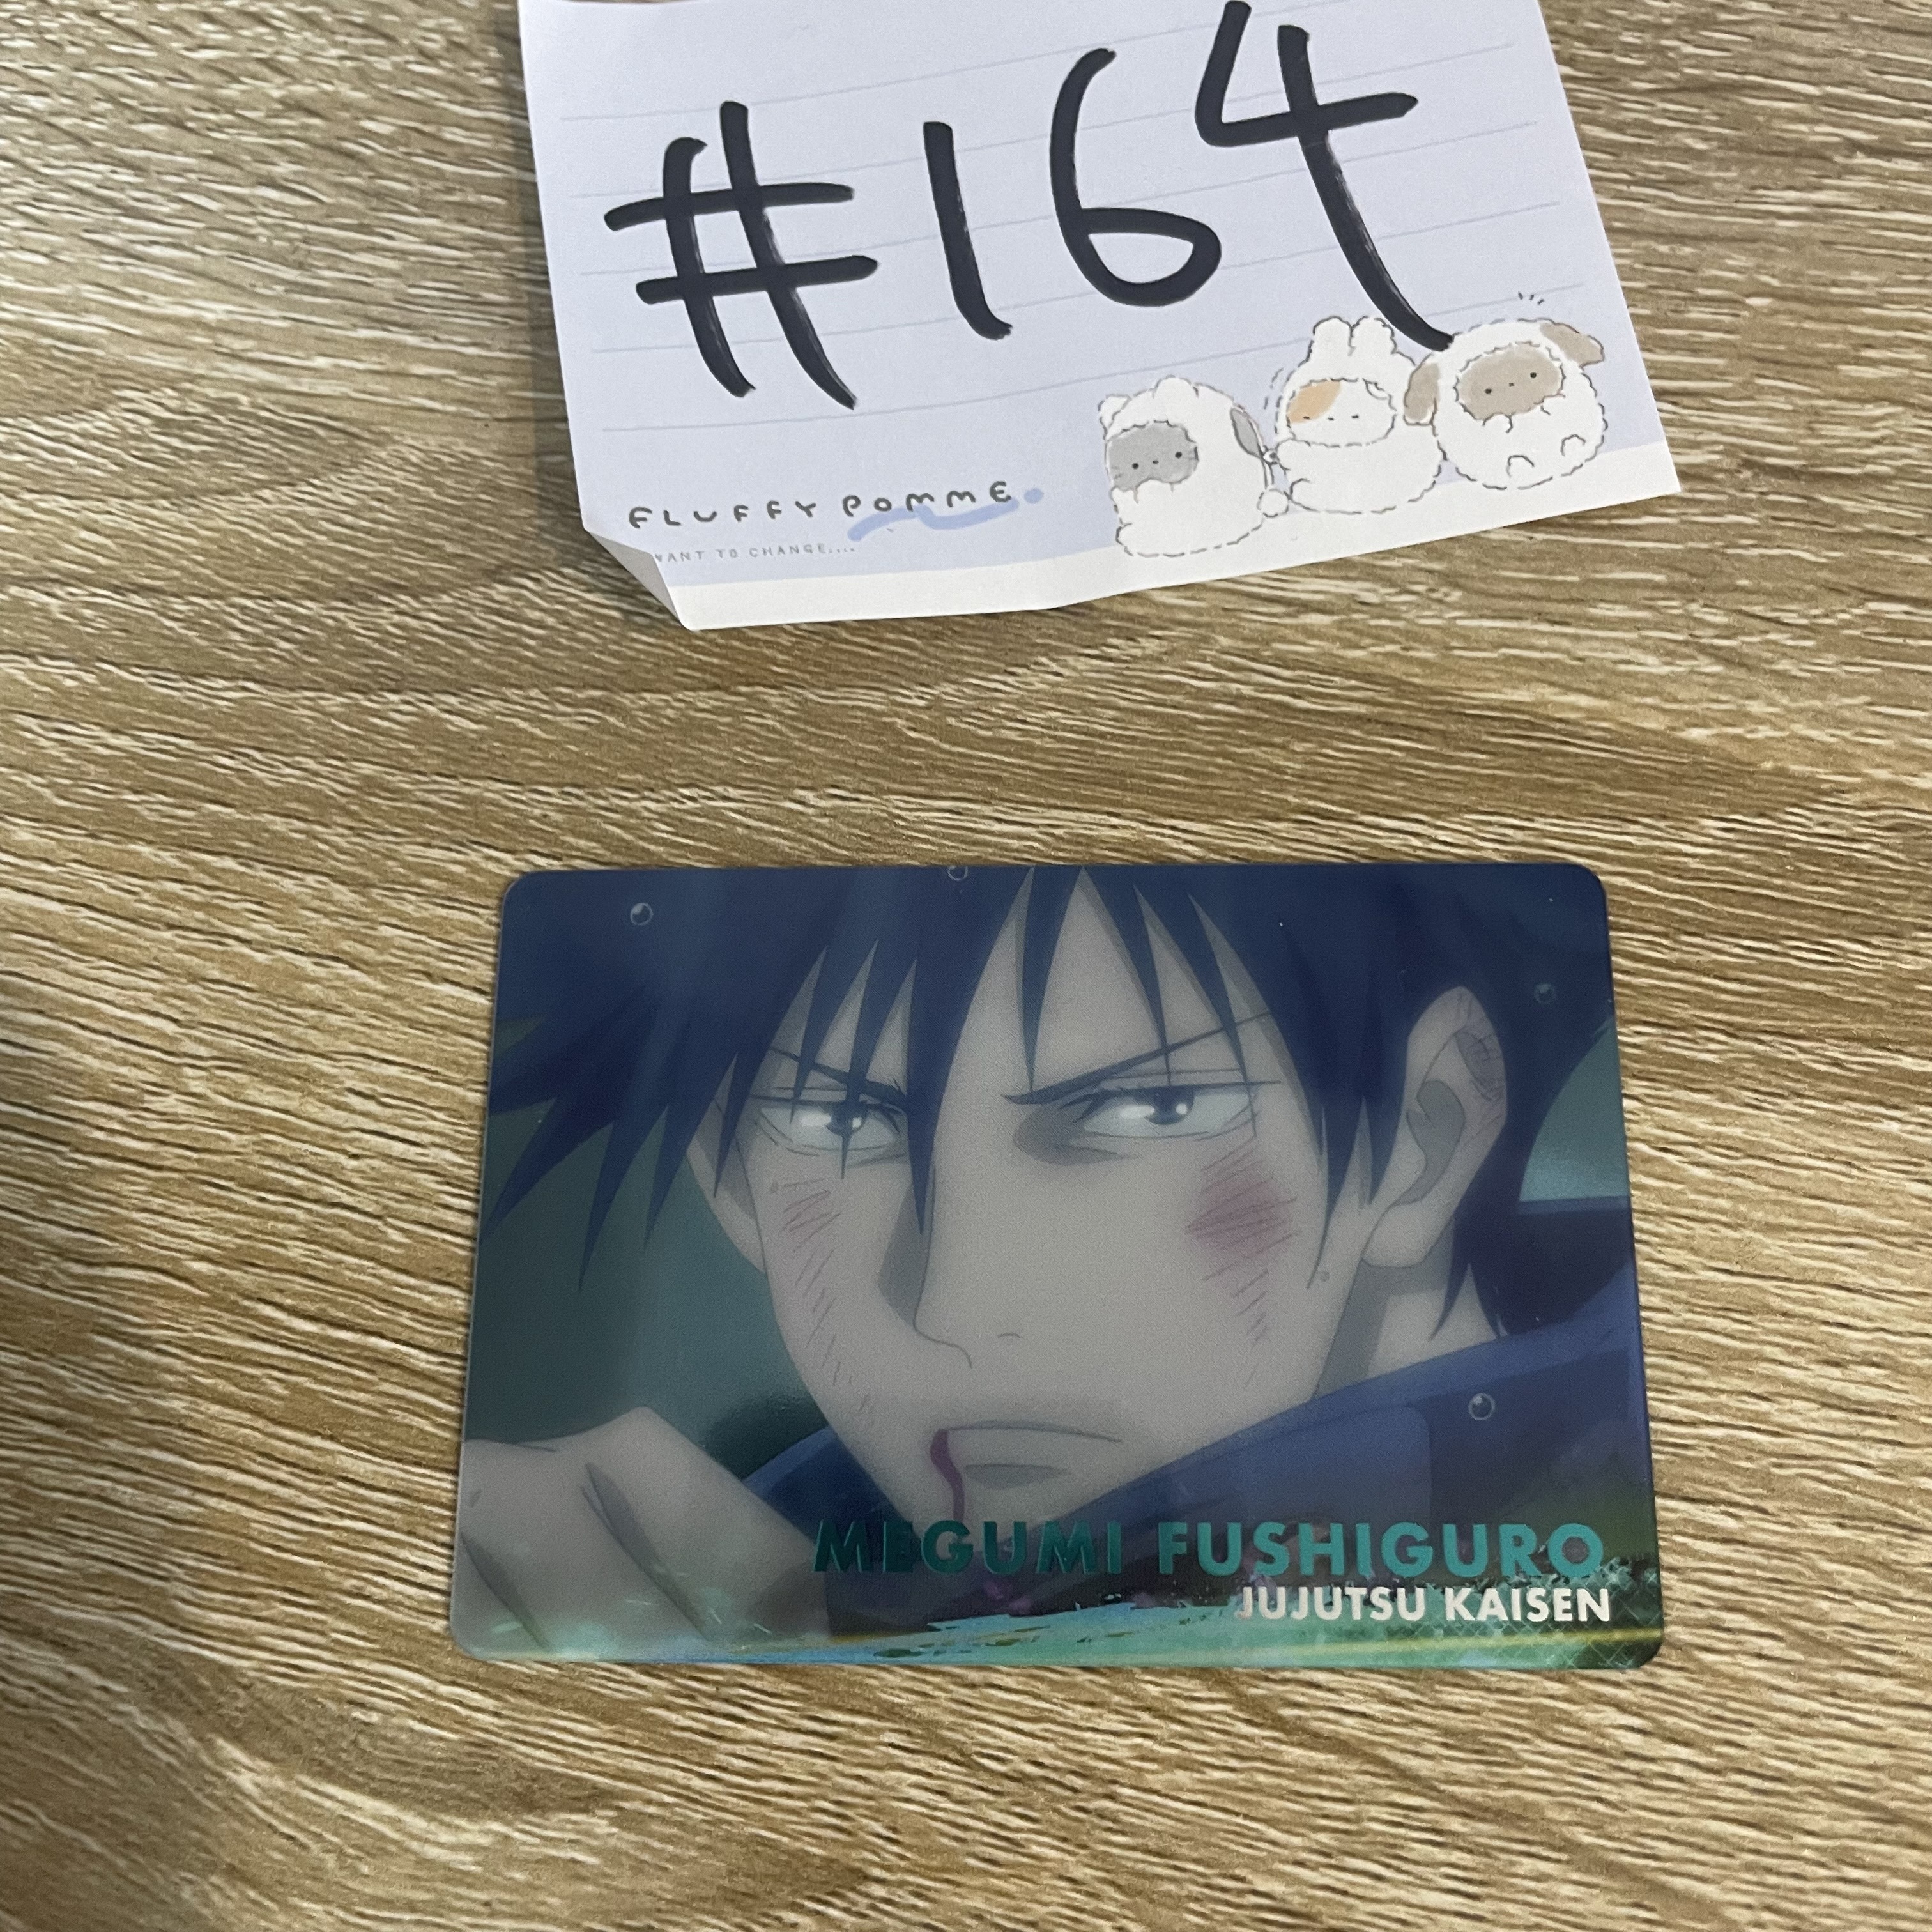 #164
FLUFFY POMME.
WANT TO CHANGE....
MEGUMI FUSHIGURO
JUJUTSU KAISEN